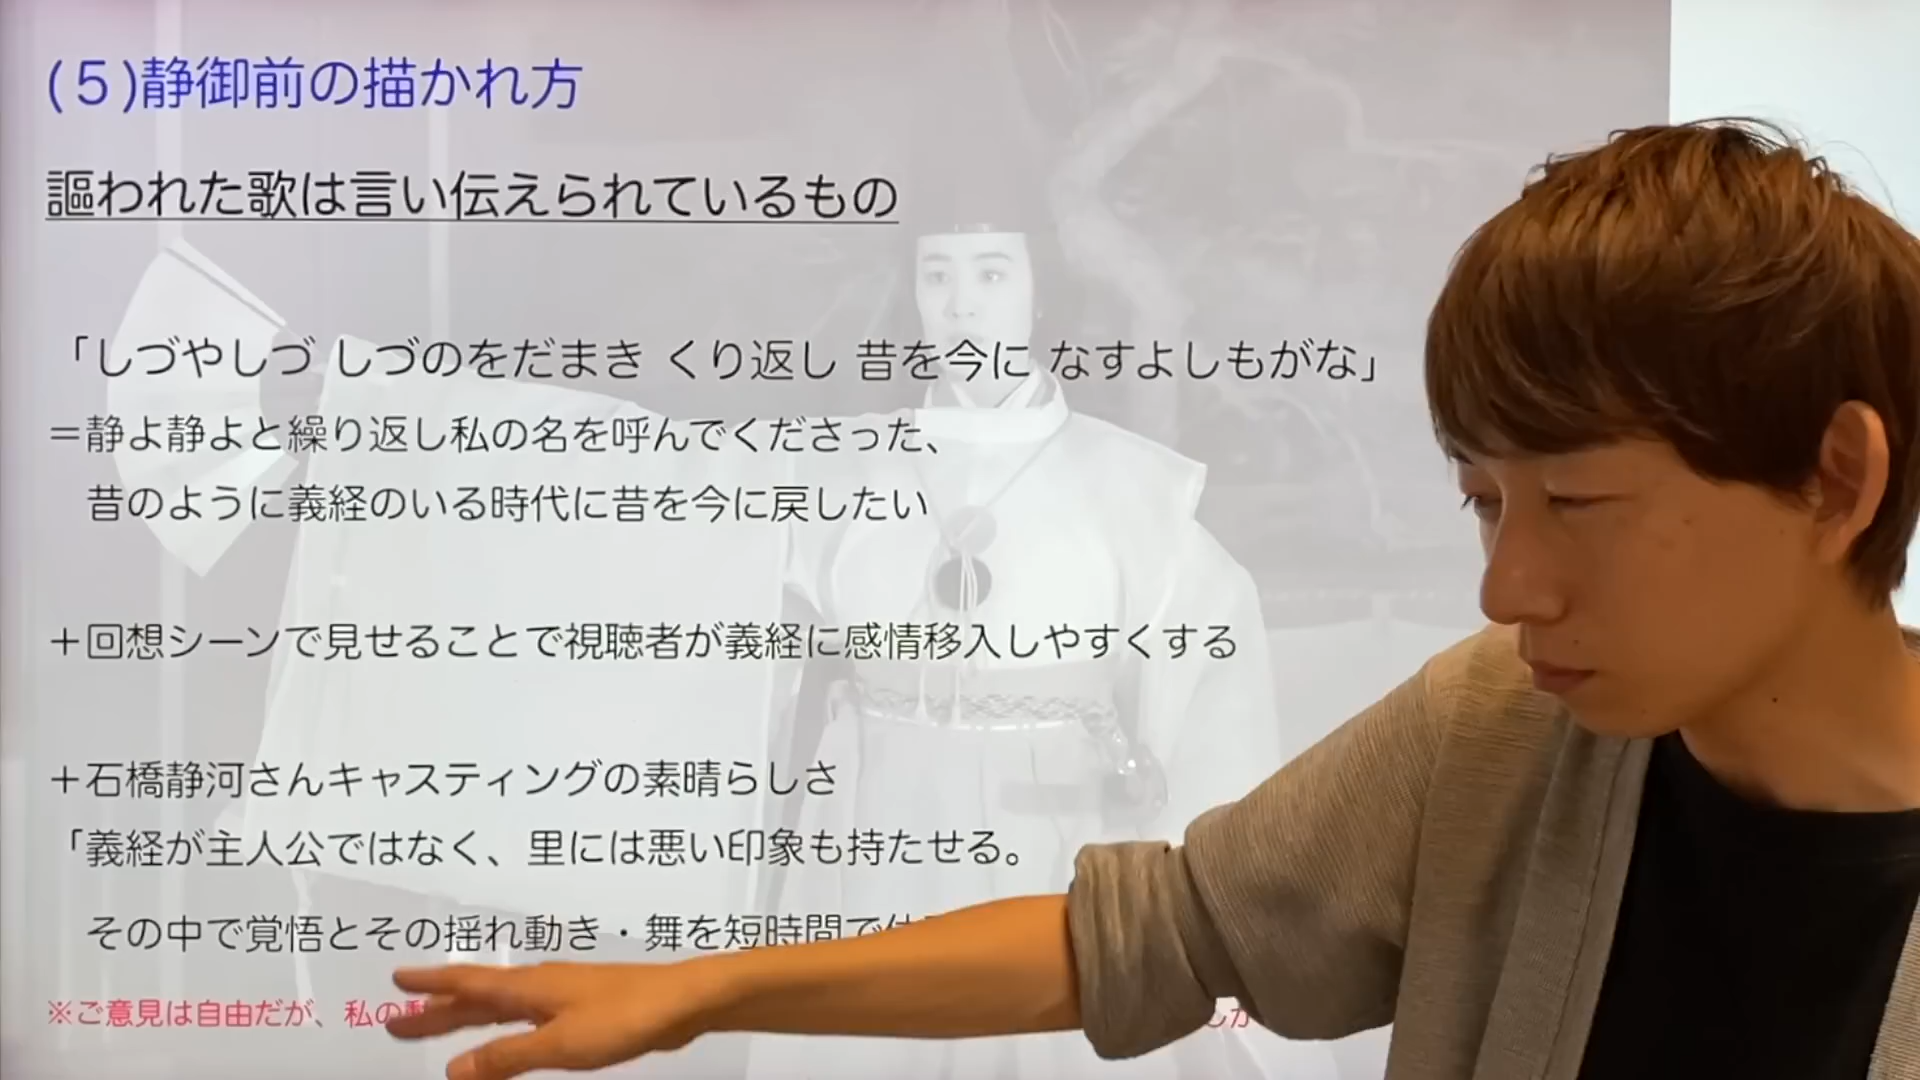 (５)静御前の描かれ方
謳われた歌は言い伝えられているもの
「しづやしづ しづのをだまき くり返し 昔を今に なすよしもがな」
＝静よ静よと繰り返し私の名を呼んでくださった、
昔のように義経のいる時代に昔を今に戻したい
＋回想シーンで見せることで視聴者が義経に感情移入しやすくする
＋石橋静河さんキャスティングの素晴らしさ
「義経が主人公ではなく、里には悪い印象も持たせる。
その中で覚悟とその揺れ動き・舞を短時間で
※ご意見は自由だが、私の